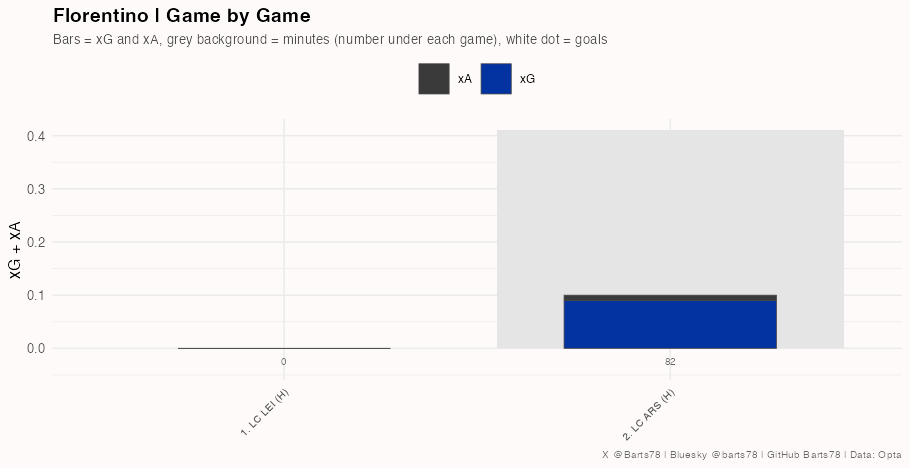 Florentino | Game by Game
Bars = xG and xA, grey background = minutes (number under each game), white dot = goals
xA xG
xG + xA
0.4
0.3
0.2
0.1
0.0
0 82
1. LC LEI (H) 2. LC ARS (H)
X @Barts78 | Bluesky @barts78 | GitHub Barts78 | Data: Opta